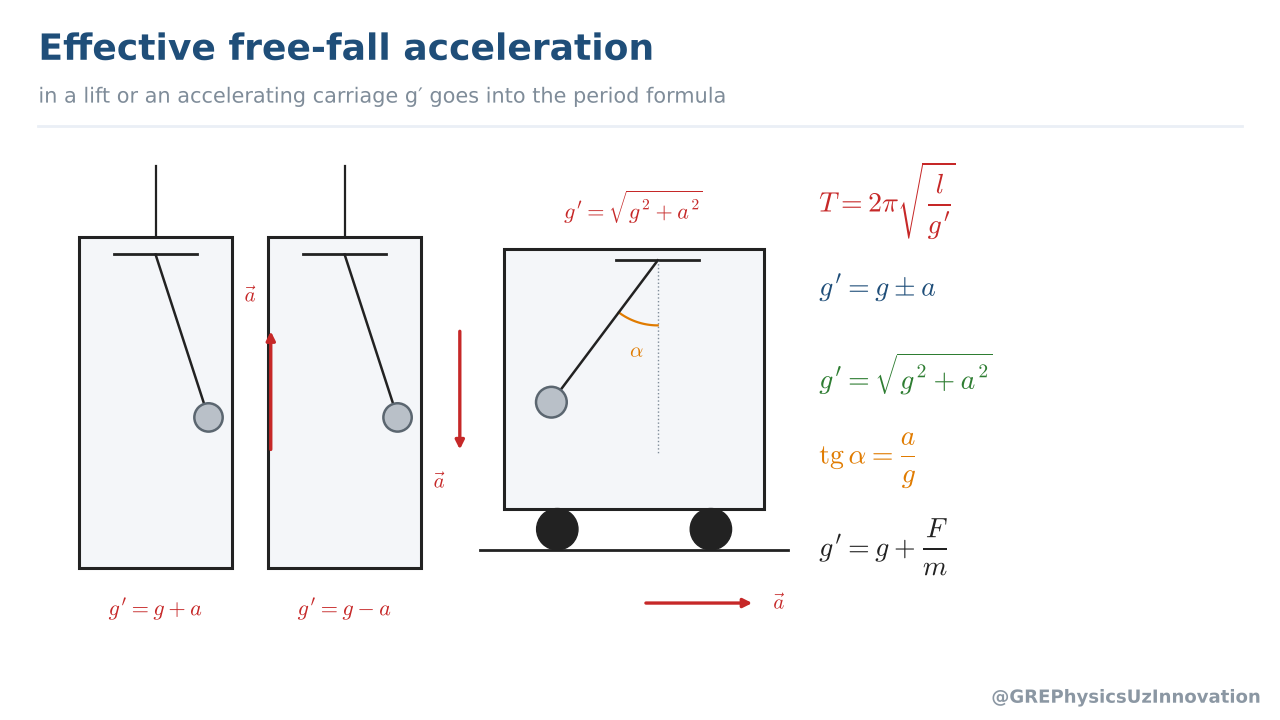 Effective free-fall acceleration
in a lift or an accelerating carriage g′ goes into the period formula
g′ = √(g² + a²)
T = 2π√(l/g′)
a⃗
g′ = g ± a
α
g′ = √(g² + a²)
tg α = a/g
a⃗
g′ = g + F/m
g′ = g + a
g′ = g − a
a⃗
@GREPhysicsUzInnovation